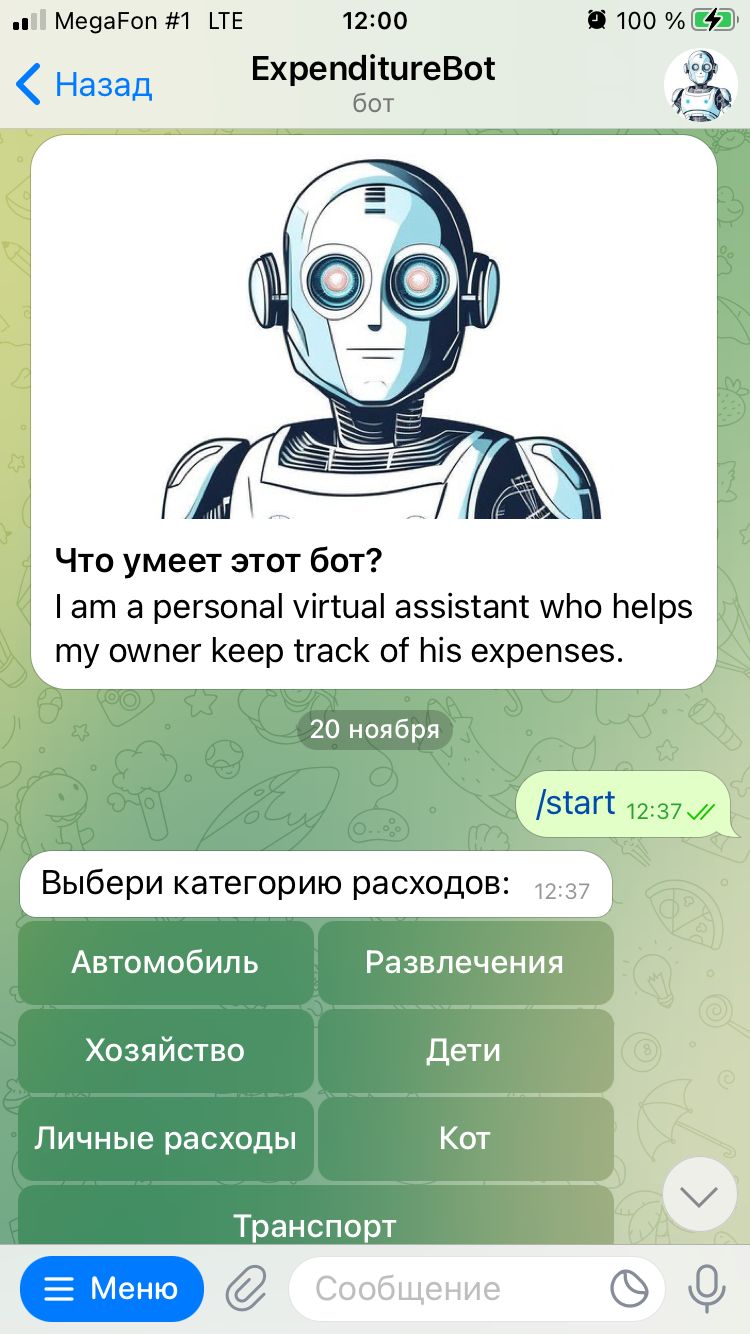 MegaFon #1 LTE 12:00 100 %
Назад
ExpenditureBot
бот
Что умеет этот бот?
I am a personal virtual assistant who helps
my owner keep track of his expenses.
20 ноября
/start 12:37
Выбери категорию расходов: 12:37
Автомобиль Развлечения
Хозяйство Дети
Личные расходы Кот
Транспорт
Меню Сообщение